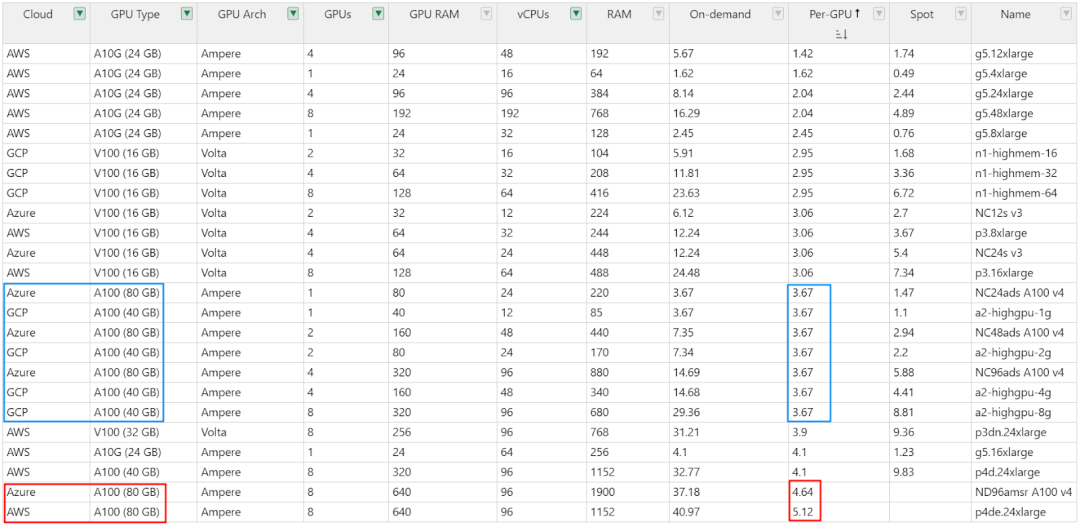 Cloud GPU Type GPU Arch GPUs GPU RAM vCPUs RAM On-demand Per-GPU↑ Spot Name
AWS A10G (24 GB) Ampere 4 96 48 192 5.67 1.42 1.74 g5.12xlarge
AWS A10G (24 GB) Ampere 1 24 16 64 1.62 1.62 0.49 g5.4xlarge
AWS A10G (24 GB) Ampere 4 96 96 384 8.14 2.04 2.44 g5.24xlarge
AWS A10G (24 GB) Ampere 8 192 192 768 16.29 2.04 4.89 g5.48xlarge
AWS A10G (24 GB) Ampere 1 24 32 128 2.45 2.45 0.76 g5.8xlarge
GCP V100 (16 GB) Volta 2 32 16 104 5.91 2.95 1.68 n1-highmem-16
GCP V100 (16 GB) Volta 4 64 32 208 11.81 2.95 3.36 n1-highmem-32
GCP V100 (16 GB) Volta 8 128 64 416 23.63 2.95 6.72 n1-highmem-64
Azure V100 (16 GB) Volta 2 32 12 224 6.12 3.06 2.7 NC12s v3
AWS V100 (16 GB) Volta 4 64 32 244 12.24 3.06 3.67 p3.8xlarge
Azure V100 (16 GB) Volta 4 64 24 448 12.24 3.06 5.4 NC24s v3
AWS V100 (16 GB) Volta 8 128 64 488 24.48 3.06 7.34 p3.16xlarge
Azure A100 (80 GB) Ampere 1 80 24 220 3.67 3.67 1.47 NC24ads A100 v4
GCP A100 (40 GB) Ampere 1 40 12 85 3.67 3.67 1.1 a2-highgpu-1g
Azure A100 (80 GB) Ampere 2 160 48 440 7.35 3.67 2.94 NC48ads A100 v4
GCP A100 (40 GB) Ampere 2 80 24 170 7.34 3.67 2.2 a2-highgpu-2g
Azure A100 (80 GB) Ampere 4 320 96 880 14.69 3.67 5.88 NC96ads A100 v4
GCP A100 (40 GB) Ampere 4 160 48 340 14.68 3.67 4.41 a2-highgpu-4g
GCP A100 (40 GB) Ampere 8 320 96 680 29.36 3.67 8.81 a2-highgpu-8g
AWS V100 (32 GB) Volta 8 256 96 768 31.21 3.9 9.36 p3dn.24xlarge
AWS A10G (24 GB) Ampere 1 24 64 256 4.1 4.1 1.23 g5.16xlarge
AWS A100 (40 GB) Ampere 8 320 96 1152 32.77 4.1 9.83 p4d.24xlarge
Azure A100 (80 GB) Ampere 8 640 96 1900 37.18 4.64 ND96amsr A100 v4
AWS A100 (80 GB) Ampere 8 640 96 1152 40.97 5.12 p4de.24xlarge